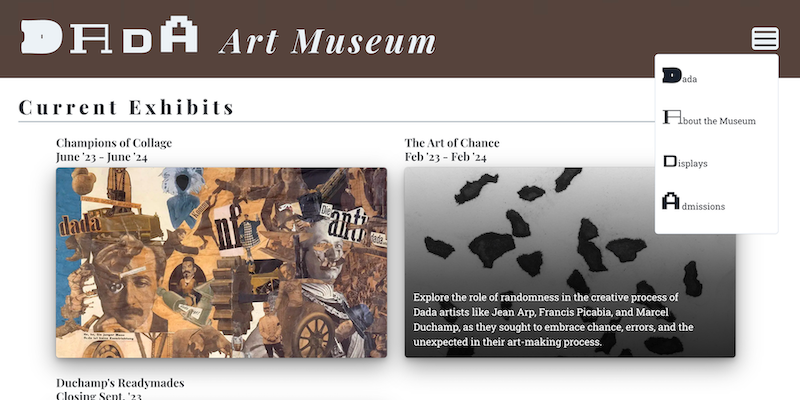 DADA Art Museum
Dada
About the Museum
Displays
Admissions
Current Exhibits
Champions of Collage
June '23 - June '24
The Art of Chance
Feb '23 - Feb '24
dada
nf
Die
anti
Explore the role of randomness in the creative process of
Dada artists like Jean Arp, Francis Picabia, and Marcel
Duchamp, as they sought to embrace chance, errors, and the
unexpected in their art-making process.
Duchamp's Readymades
Closing Sept. '23